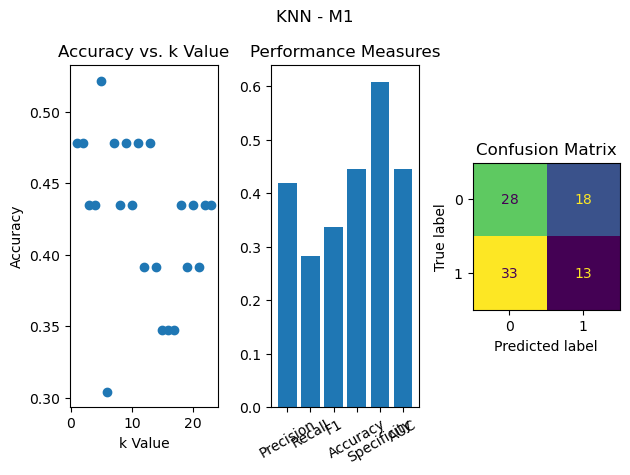 KNN - M1
Accuracy vs. k Value
Accuracy
0.50
0.45
0.40
0.35
0.30
0
10
20
k Value
Performance Measures
0.6
0.5
0.4
0.3
0.2
0.1
0.0
Precision
Recall
F1
Accuracy
Specificity
AUC
Confusion Matrix
True label
0
1
28
18
33
13
0
1
Predicted label